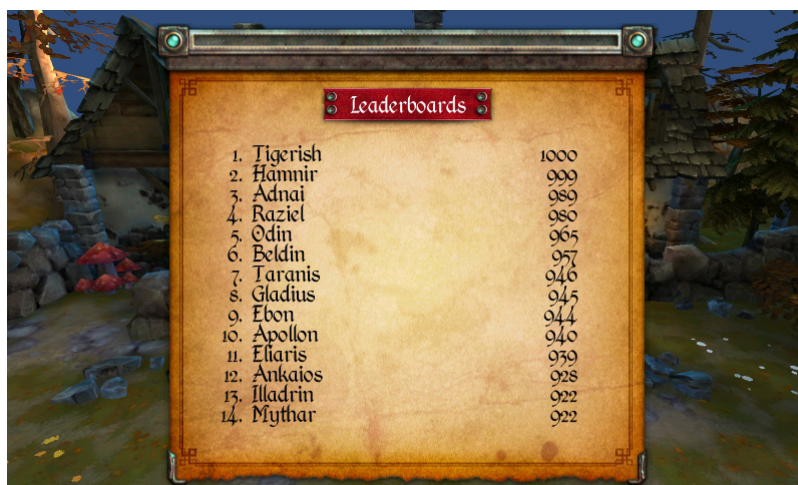 Leaderboards
1. Tigerish 1000
2. Hamnir 999
3. Adnai 989
4. Raziel 980
5. Odin 965
6. Beldin 957
7. Taranis 946
8. Gladius 945
9. Ebon 944
10. Apollon 940
11. Eliaris 939
12. Ankaios 928
13. Illadrin 922
14. Mythar 922